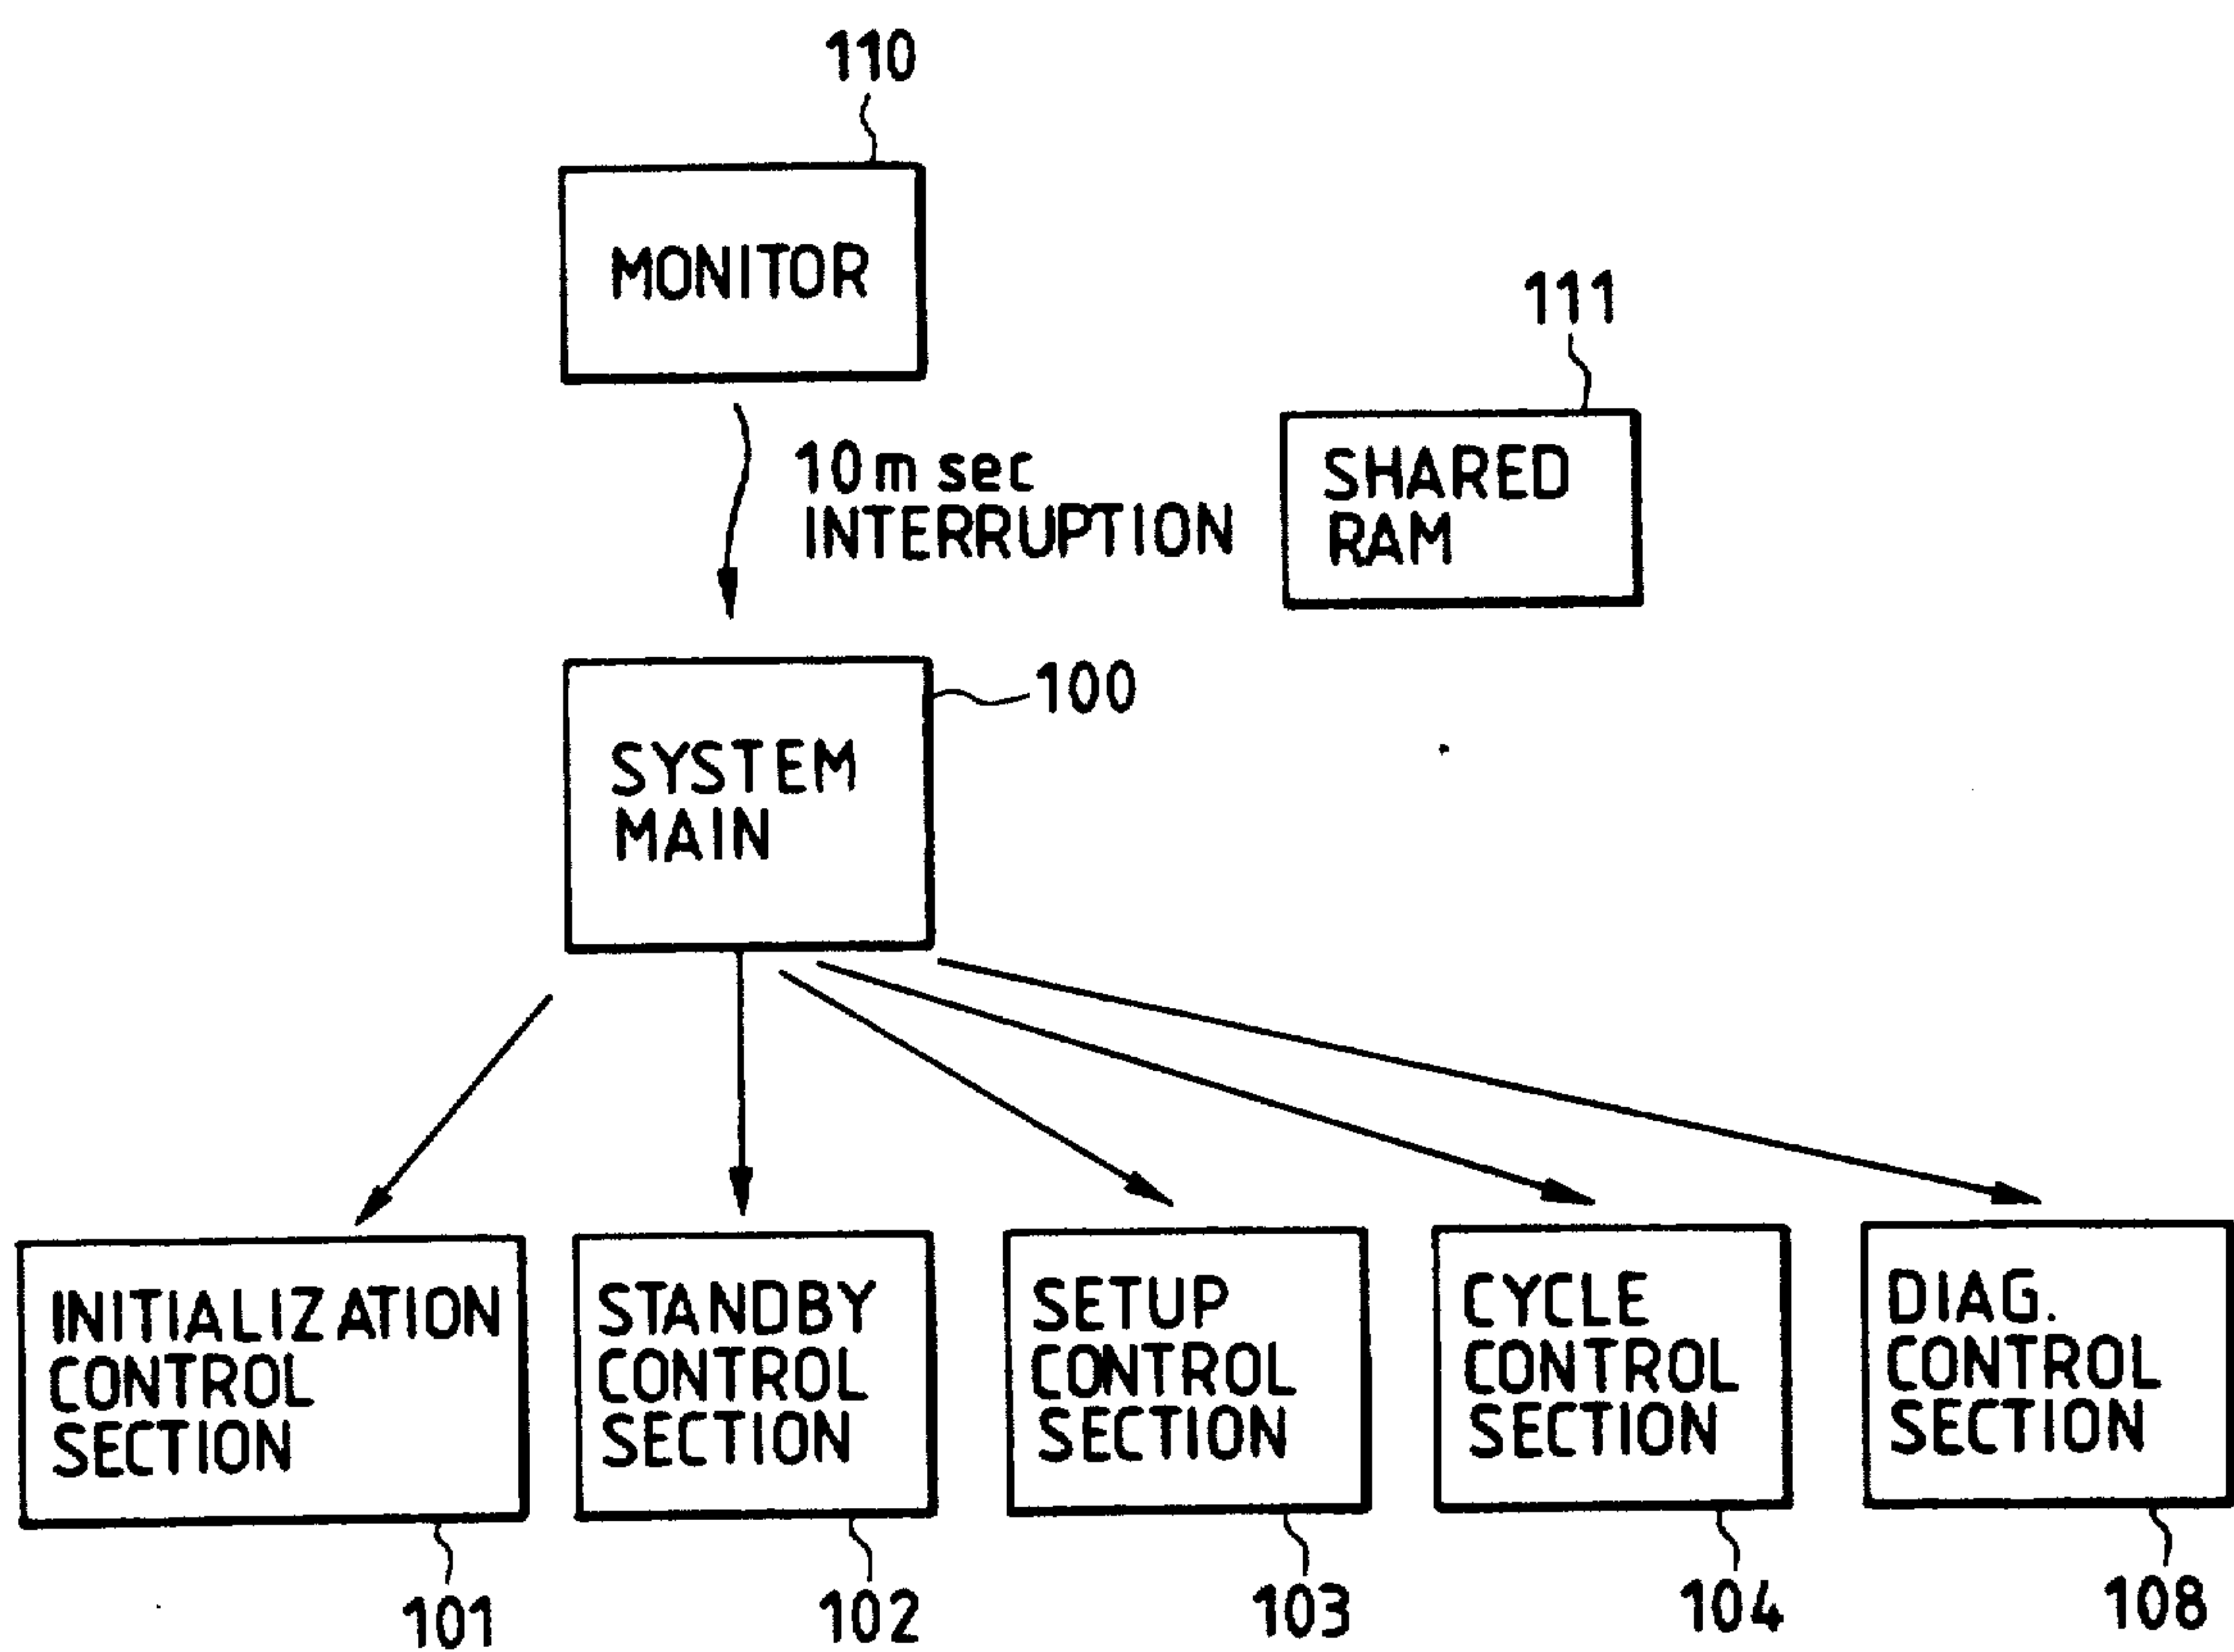 110
MONITOR
111
10m sec
INTERRUPTION
SHARED
RAM
100
SYSTEM
MAIN
INITIALIZATION
CONTROL
SECTION
STANDBY
CONTROL
SECTION
SETUP
CONTROL
SECTION
CYCLE
CONTROL
SECTION
DIAG.
CONTROL
SECTION
101
102
103
104
108